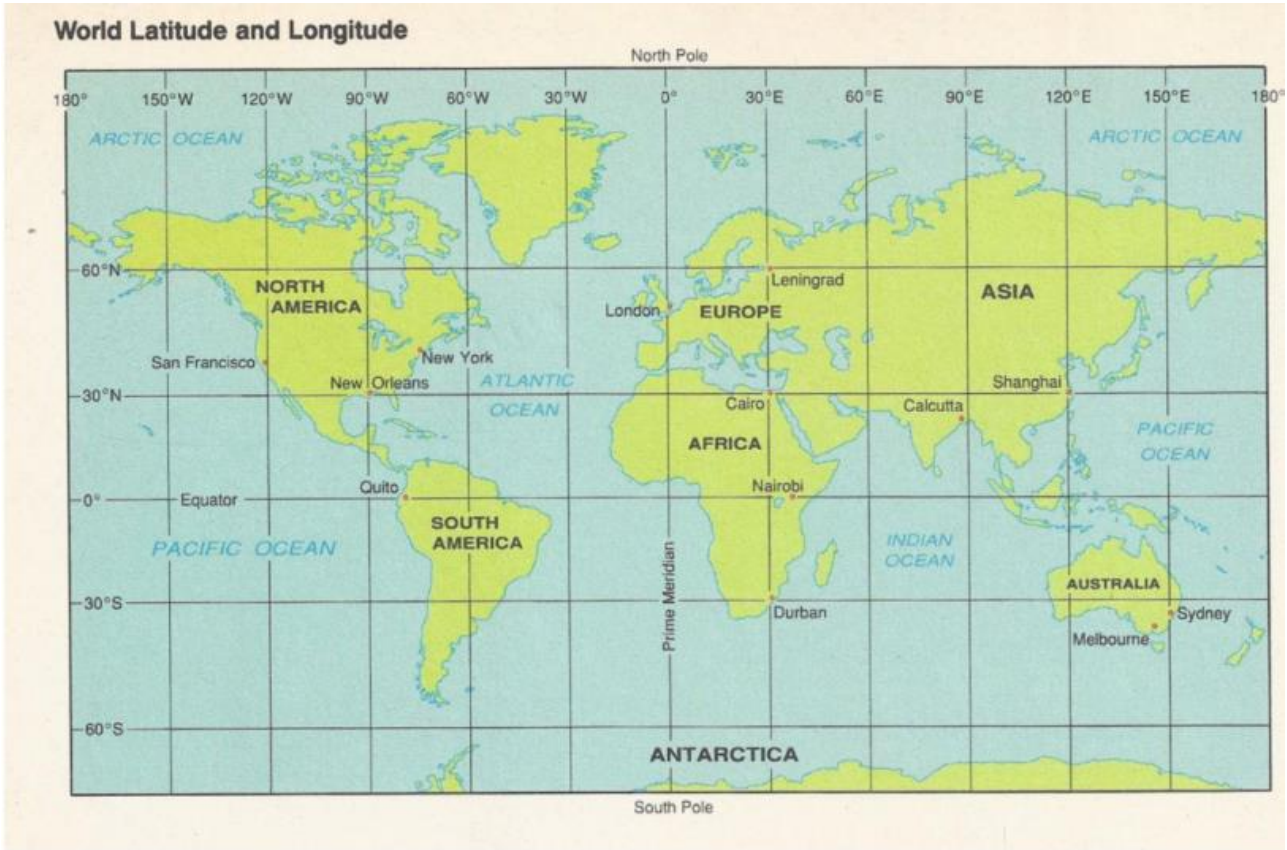 World Latitude and Longitude
North Pole
180° 150°W 120°W 90°W 60°W 30°W 0° 30°E 60°E 90°E 120°E 150°E 180°
ARCTIC OCEAN
ARCTIC OCEAN
60°N
NORTH
AMERICA
Leningrad
ASIA
London
EUROPE
San Francisco
New York
New Orleans
ATLANTIC
OCEAN
30°N
Cairo
Calcutta
Shanghai
AFRICA
PACIFIC
OCEAN
Quito
Nairobi
0°
Equator
SOUTH
AMERICA
PACIFIC OCEAN
INDIAN
OCEAN
Prime Meridian
AUSTRALIA
30°S
Durban
Sydney
Melbourne
60°S
ANTARCTICA
South Pole